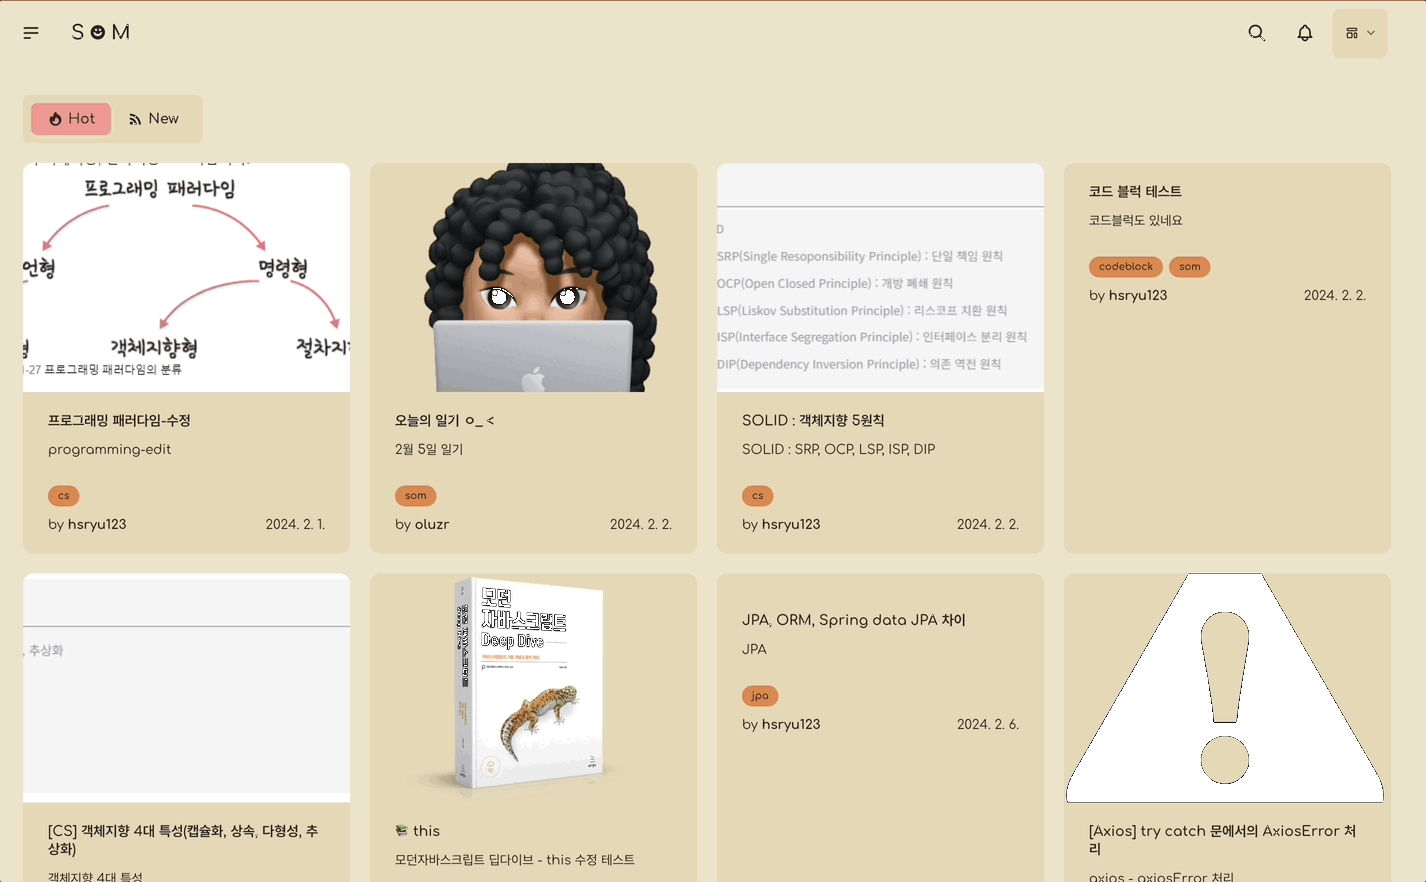 S M
Hot
New
프로그래밍 패러다임
언형
명령형
객체지향형
절차지
-27 프로그래밍 패러다임의 분류
프로그래밍 패러다임-수정
programming-edit
cs
by hsryu123
2024. 2. 1.
오늘의 일기 ㅇ_ <
2월 5일 일기
som
by oluzr
2024. 2. 2.
D
SRP(Single Resoponsibility Principle) : 단일 책임 원칙
OCP(Open Closed Principle) : 개방 폐쇄 원칙
LSP(Liskov Substitution Principle) : 리스코프 치환 원칙
ISP(Interface Segregation Principle) : 인터페이스 분리 원칙
DIP(Dependency Inversion Principle) : 의존 역전 원칙
SOLID : 객체지향 5원칙
SOLID : SRP, OCP, LSP, ISP, DIP
cs
by hsryu123
2024. 2. 2.
코드 블럭 테스트
코드블럭도 있네요
codeblock
som
by hsryu123
2024. 2. 2.
, 추상화
[CS] 객체지향 4대 특성(캡슐화, 상속, 다형성, 추
상화)
객체지향 4대 특성
모던
자바스크립트
Deep Dive
this
모던자바스크립트 딥다이브 - this 수정 테스트
JPA, ORM, Spring data JPA 차이
JPA
jpa
by hsryu123
2024. 2. 6.
[Axios] try catch 문에서의 AxiosError 처
리
axios - axiosError 처리